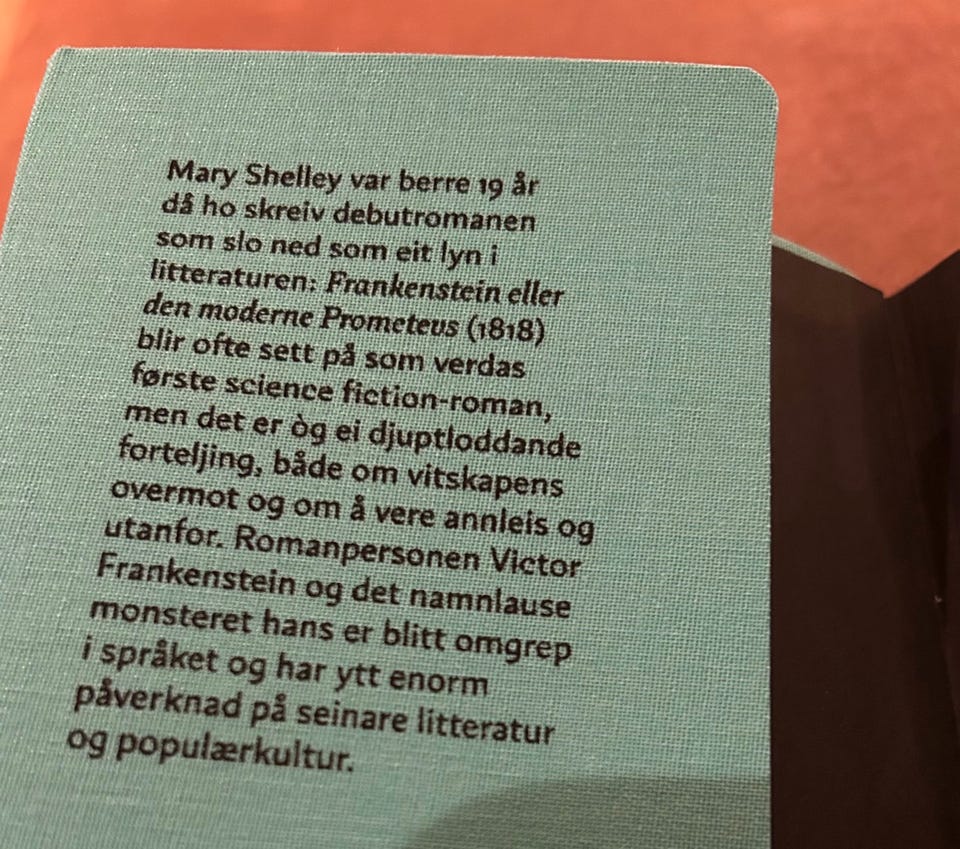 Mary Shelley var berre 19 år
då ho skreiv debutromanen
som slo ned som eit lyn i
litteraturen: Frankenstein eller
den moderne Prometeus (1818)
blir ofte sett på som verdas
første science fiction-roman,
men det er òg ei djuptloddande
forteljing, både om vitskapens
overmot og om å vere annleis og
utanfor. Romanpersonen Victor
Frankenstein og det namnlause
monsteret hans er blitt omgrep
i språket og har ytt enorm
påverknad på seinare litteratur
og populærkultur.